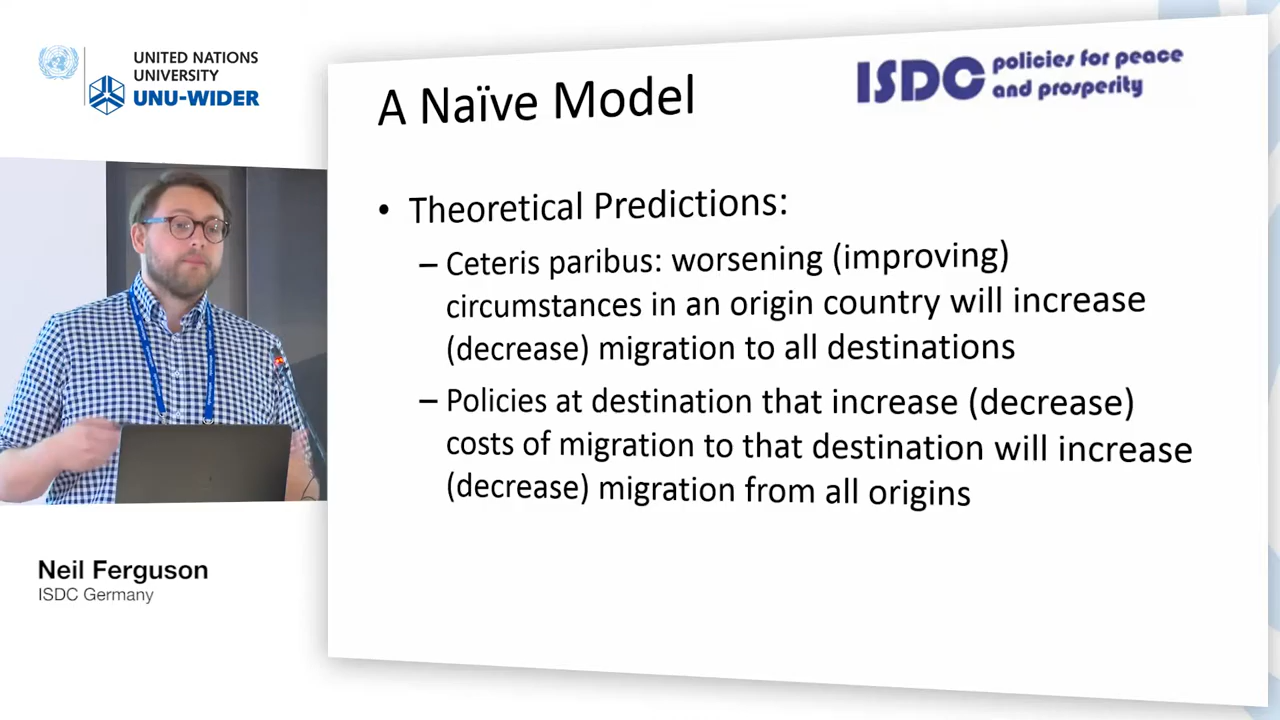 UNITED NATIONS
UNIVERSITY
UNU-WIDER
Neil Ferguson
ISDC Germany
A Naïve Model
ISDC policies for peace
and prosperity
• Theoretical Predictions:
– Ceteris paribus: worsening (improving)
circumstances in an origin country will increase
(decrease) migration to all destinations
– Policies at destination that increase (decrease)
costs of migration to that destination will increase
(decrease) migration from all origins